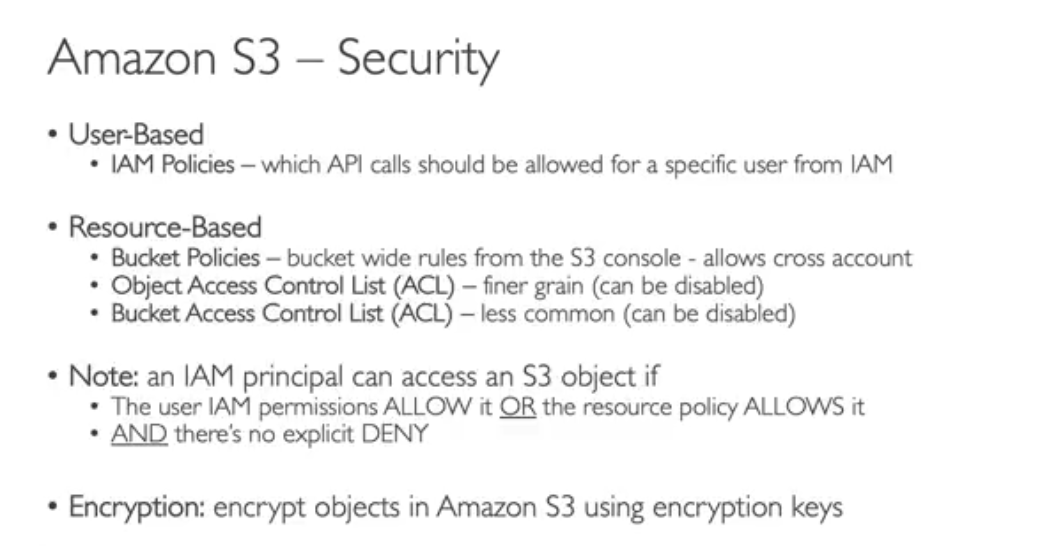 Amazon S3 – Security
• User-Based
• IAM Policies – which API calls should be allowed for a specific user from IAM
• Resource-Based
• Bucket Policies – bucket wide rules from the S3 console - allows cross account
• Object Access Control List (ACL) – finer grain (can be disabled)
• Bucket Access Control List (ACL) – less common (can be disabled)
• Note: an IAM principal can access an S3 object if
• The user IAM permissions ALLOW it OR the resource policy ALLOWS it
• AND there's no explicit DENY
• Encryption: encrypt objects in Amazon S3 using encryption keys